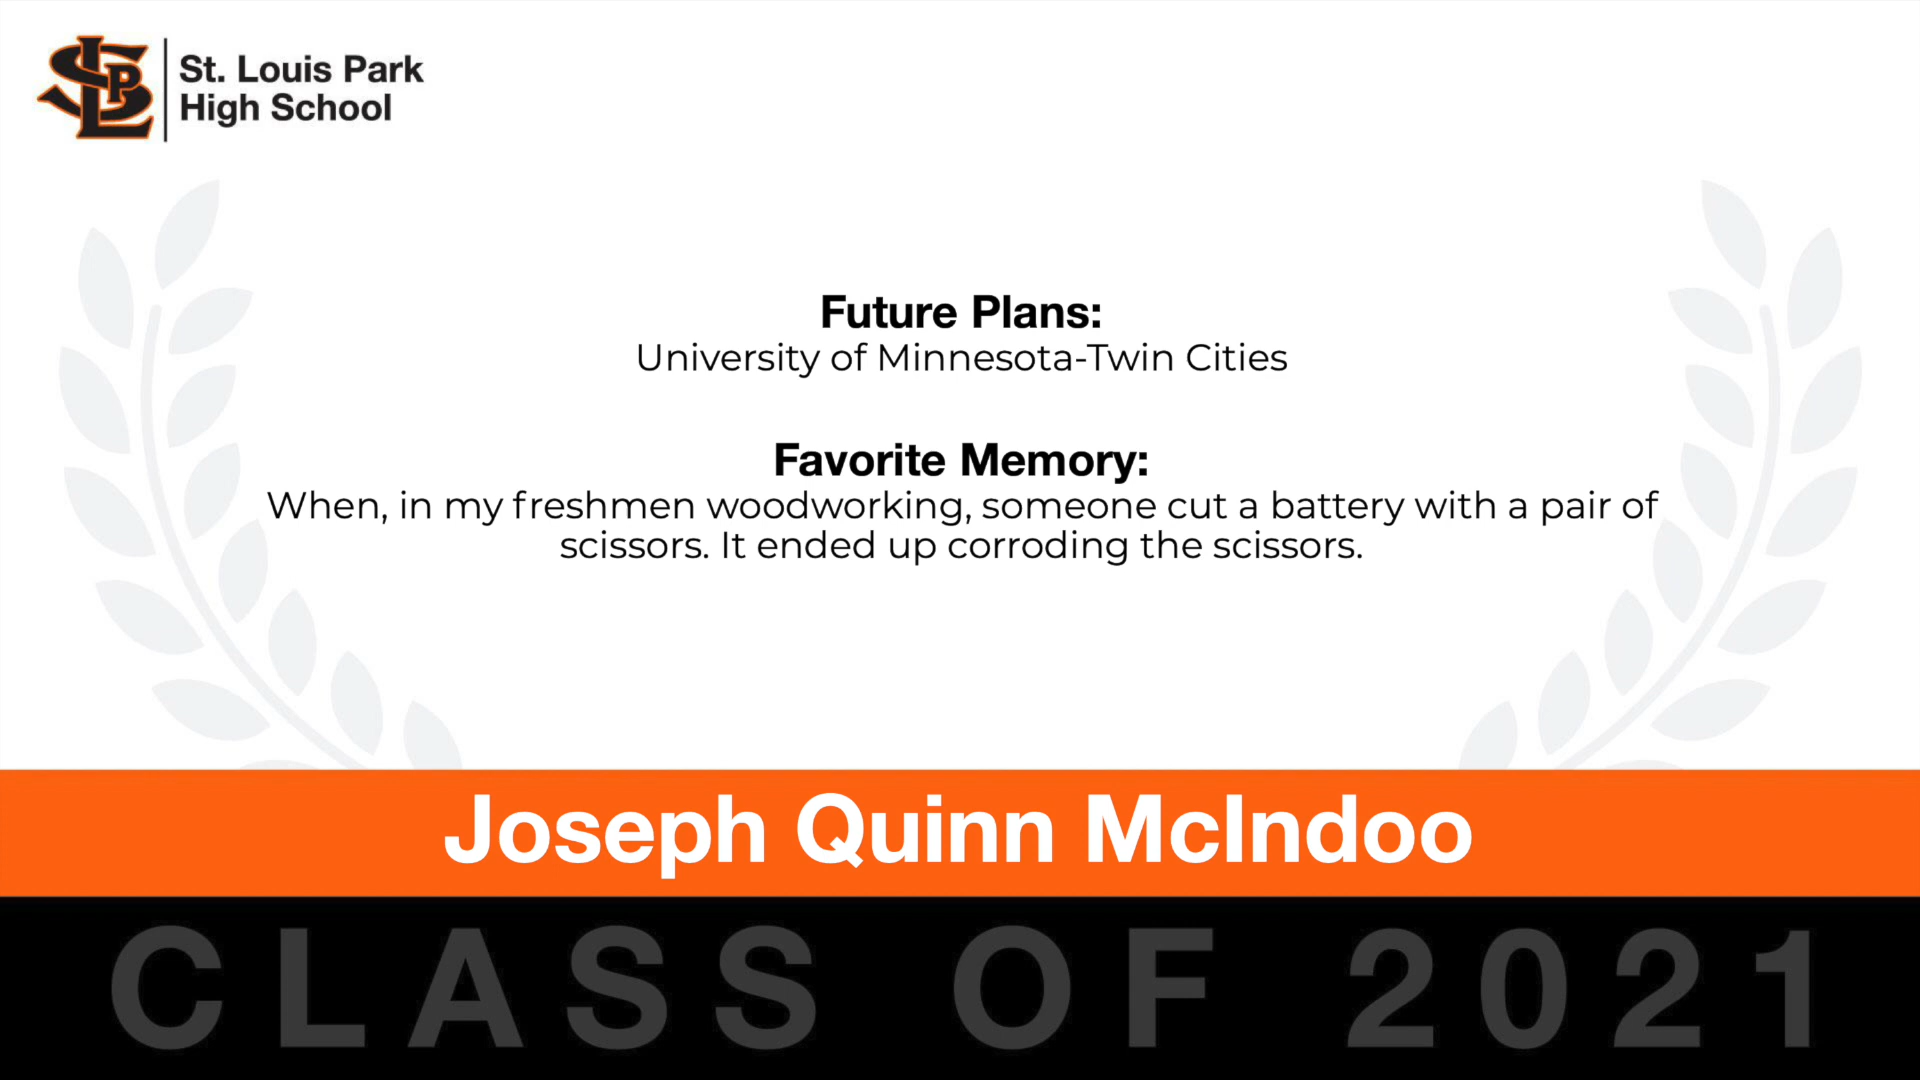 SLP
St. Louis Park
High School
Future Plans:
University of Minnesota-Twin Cities
Favorite Memory:
When, in my freshmen woodworking, someone cut a battery with a pair of
scissors. It ended up corroding the scissors.
Joseph Quinn McIndoo
CLASS OF 2021